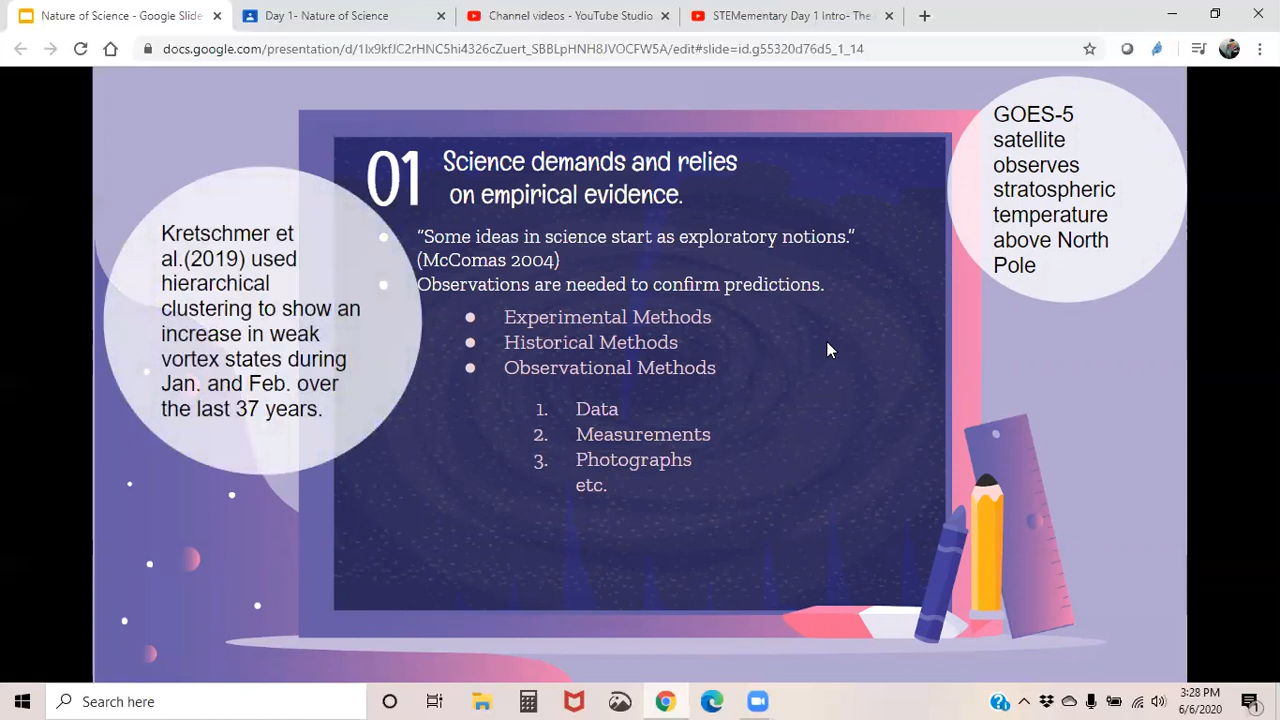 Nature of Science - Google Slide
Day 1- Nature of Science
Channel videos - YouTube Studio
STEMementary Day 1 Intro- The
docs.google.com/presentation/d/1Ix9kfJC2rHNC5hi4326cZuert_SBBLpHNH8JVOCFW5A/edit#slide=id.g55320d76d5_1_14
01
Science demands and relies
on empirical evidence.
“Some ideas in science start as exploratory notions.“
(McComas 2004)
Observations are needed to confirm predictions.
Experimental Methods
Historical Methods
Observational Methods
1. Data
2. Measurements
3. Photographs
etc.
Kretschmer et
al.(2019) used
hierarchical
clustering to show an
increase in weak
vortex states during
Jan. and Feb. over
the last 37 years.
GOES-5
satellite
observes
stratospheric
temperature
above North
Pole
Search here
3:28 PM
6/6/2020